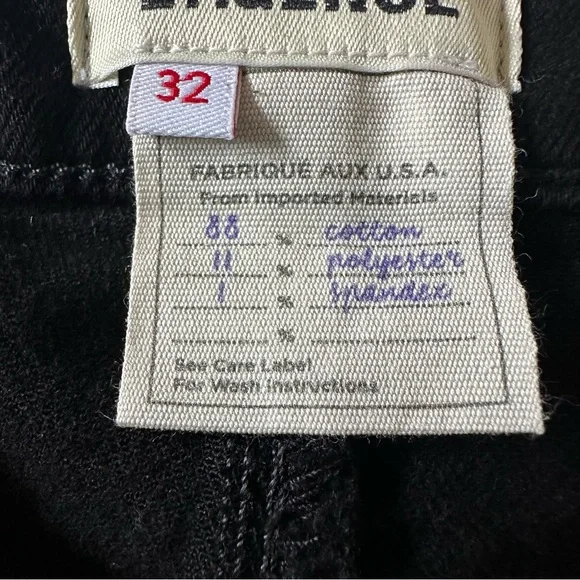 32
FABRIQUE AUX U.S.A.
From Imported Materials
88 % cotton
11 % polyester
1 % spandex
%
See Care Label
For Wash Instructions